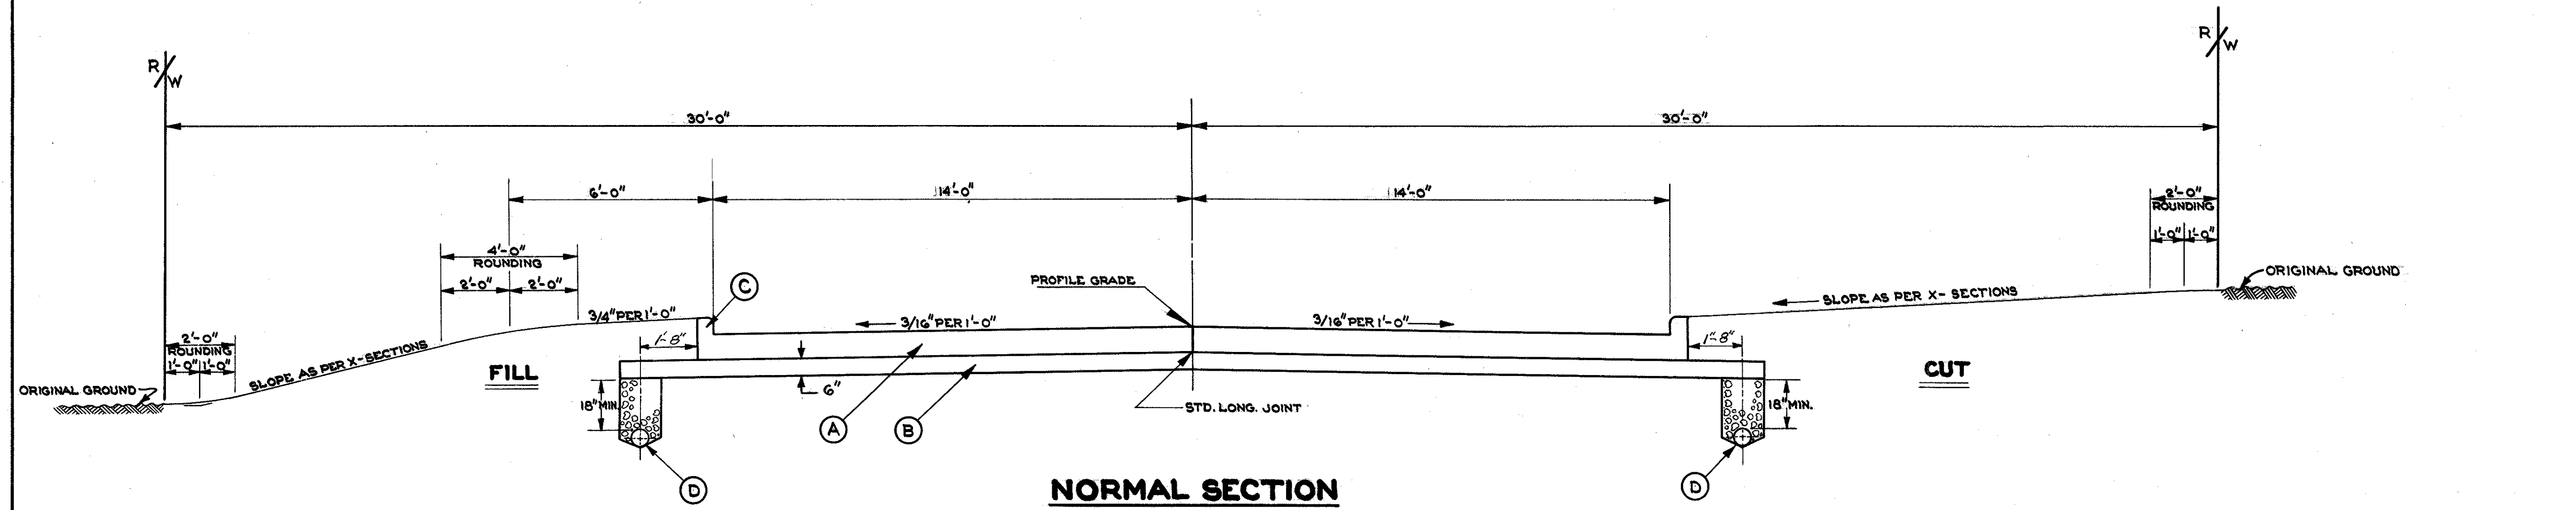 R/W
R/W
30'-0"
30'-0"
6'-0"
14'-0"
14'-0"
2'-0"
ROUNDING
1'-0" 1'-0"
4'-0"
ROUNDING
2'-0" 2'-0"
C
PROFILE GRADE
ORIGINAL GROUND
SLOPE AS PER X-SECTIONS
3/4" PER 1'-0"
3/16" PER 1'-0"
3/16" PER 1'-0"
2'-0"
ROUNDING
1'-0" 1'-0"
1'-8"
1'-8"
SLOPE AS PER X-SECTIONS
FILL
CUT
ORIGINAL GROUND
6"
18" MIN.
18" MIN.
STD. LONG. JOINT
A
B
D
D
NORMAL SECTION